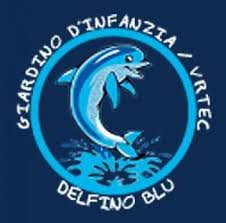 GIARDINO D'INFANZIA / VRTEC
DELFINO BLU